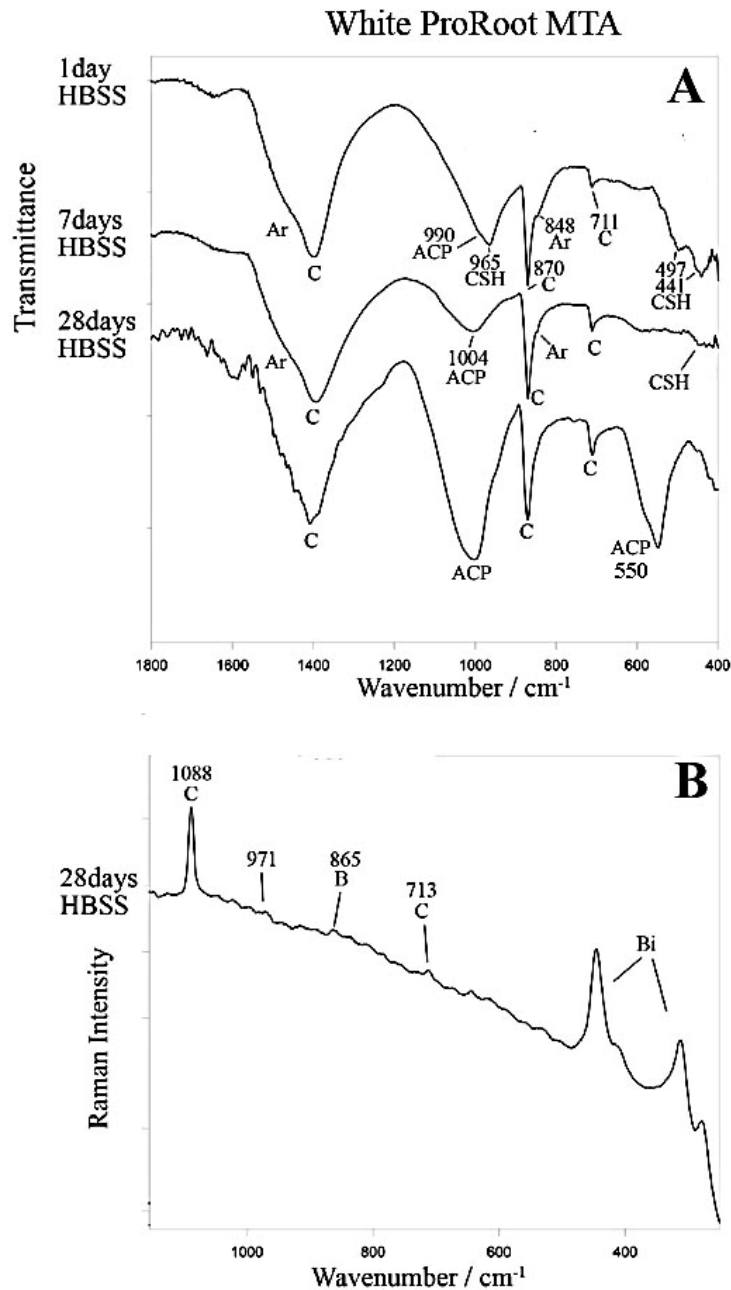 White ProRoot MTA
A
1day
HBSS
7days
HBSS
28days
HBSS
Transmittance
Ar
C
990
ACP
965
CSH
870
C
848
Ar
711
C
497
441
CSH
Ar
C
1004
ACP
C
Ar
C
CSH
C
ACP
C
C
ACP
550
1800
1600
1400
1200
1000
800
600
400
Wavenumber / cm⁻¹
B
28days
HBSS
Raman Intensity
1088
C
971
865
B
713
C
Bi
1000
800
600
400
Wavenumber / cm⁻¹